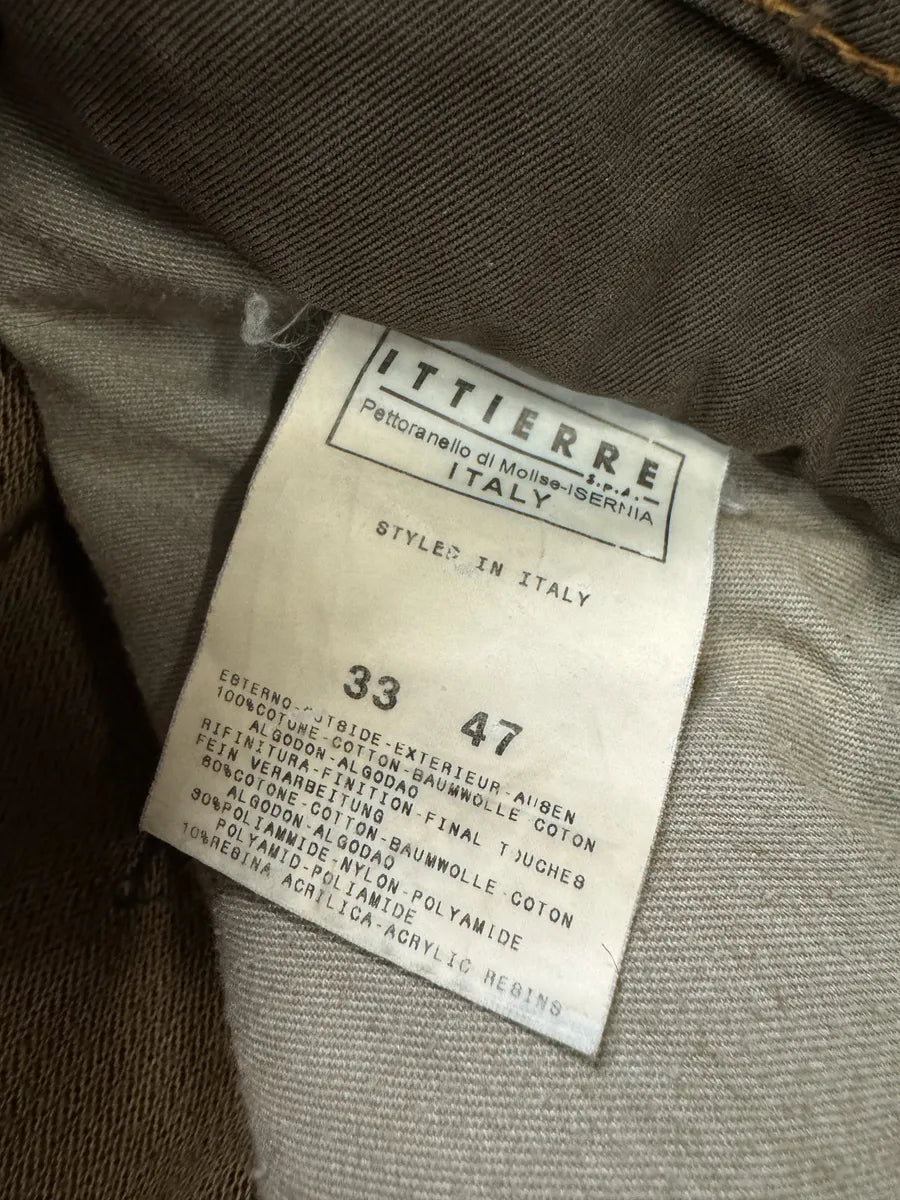 ITTIERRE
S.P.A.
Pettoranello di Molise-ISERNIA
ITALY
STYLED IN ITALY
33
47
ESTERNO-OUTSIDE-EXTERIEUR-AUSEN
100%COTONE-COTTON-BAUMWOLLE-COTON
ALGODON-ALGODAO
RIFINITURA-FINITION-FINAL TOUCHES
FEIN VERARBEITUNG
60%COTONE-COTTON-BAUMWOLLE-COTON
ALGODON-ALGODAO
30%POLIAMMIDE-NYLON-POLYAMIDE
POLYAMID-POLIAMIDE
10%RESINA ACRILICA-ACRYLIC RESINS